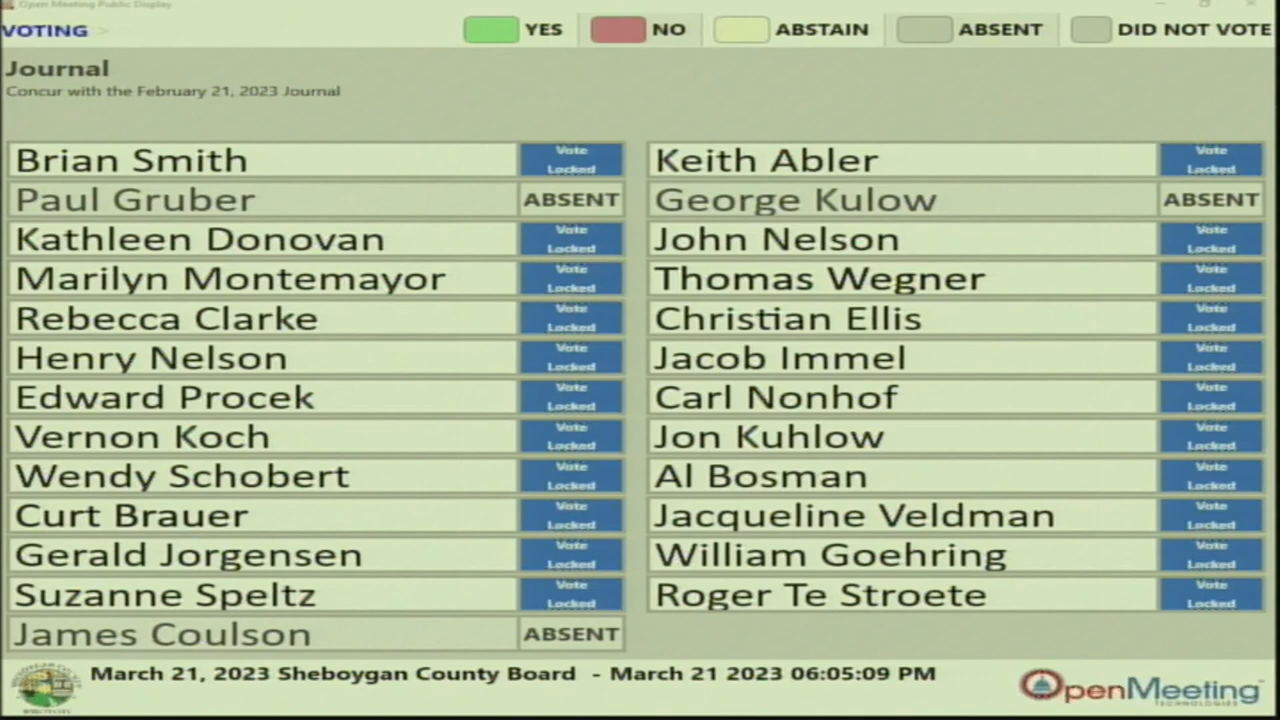 Open Meeting Public Display
VOTING >
YES NO ABSTAIN ABSENT DID NOT VOTE
Journal
Concur with the February 21, 2023 Journal
Brian Smith Vote Locked Keith Abler Vote Locked
Paul Gruber ABSENT George Kulow ABSENT
Kathleen Donovan Vote Locked John Nelson Vote Locked
Marilyn Montemayor Vote Locked Thomas Wegner Vote Locked
Rebecca Clarke Vote Locked Christian Ellis Vote Locked
Henry Nelson Vote Locked Jacob Immel Vote Locked
Edward Procek Vote Locked Carl Nonhof Vote Locked
Vernon Koch Vote Locked Jon Kuhlow Vote Locked
Wendy Schobert Vote Locked Al Bosman Vote Locked
Curt Brauer Vote Locked Jacqueline Veldman Vote Locked
Gerald Jorgensen Vote Locked William Goehring Vote Locked
Suzanne Speltz Vote Locked Roger Te Stroete Vote Locked
James Coulson ABSENT
March 21, 2023 Sheboygan County Board - March 21 2023 06:05:09 PM
OpenMeeting
TECHNOLOGIES